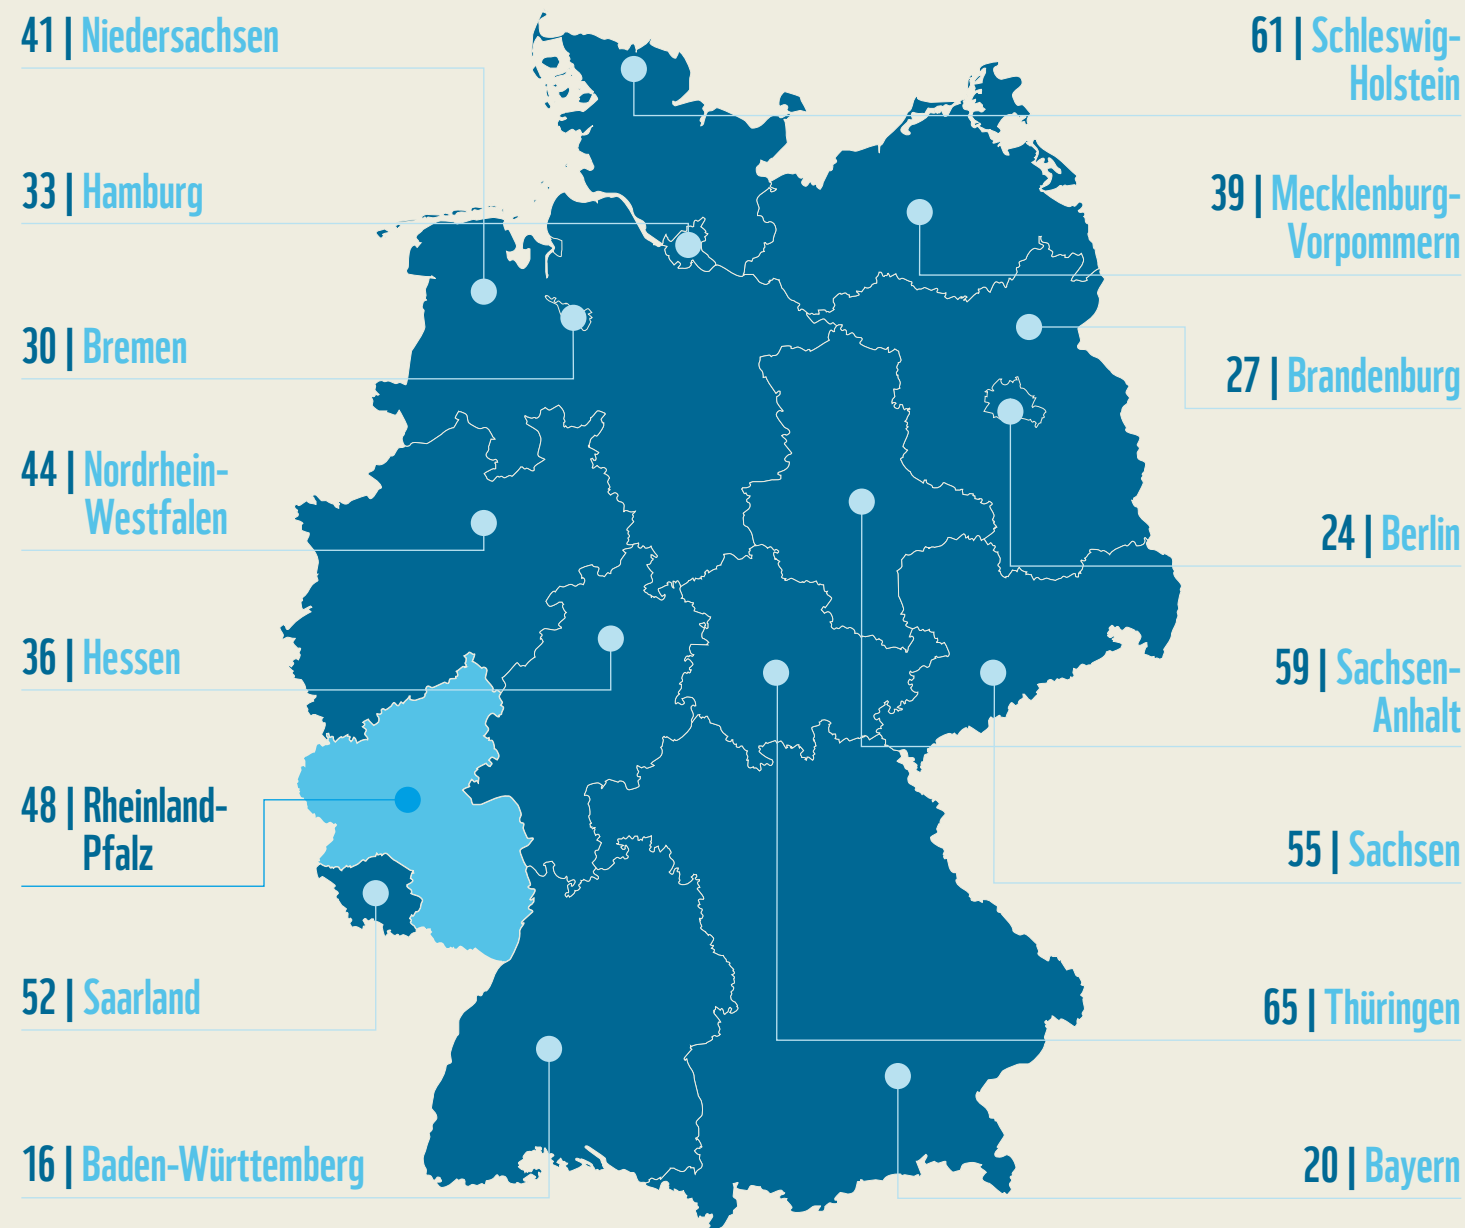 41 | Niedersachsen
33 | Hamburg
30 | Bremen
44 | Nordrhein-
Westfalen
36 | Hessen
48 | Rheinland-
Pfalz
52 | Saarland
16 | Baden-Württemberg
61 | Schleswig-
Holstein
39 | Mecklenburg-
Vorpommern
27 | Brandenburg
24 | Berlin
59 | Sachsen-
Anhalt
55 | Sachsen
65 | Thüringen
20 | Bayern